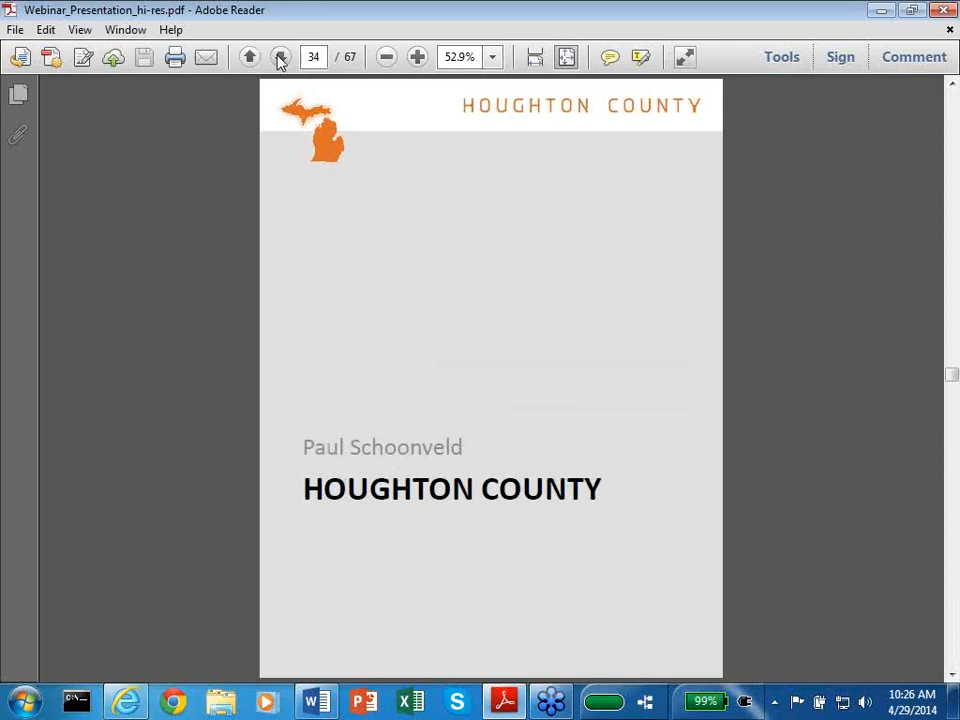 Webinar_Presentation_hi-res.pdf - Adobe Reader
File Edit View Window Help
34 / 67 52.9% Tools Sign Comment
HOUGHTON COUNTY
Paul Schoonveld
HOUGHTON COUNTY
99% 10:26 AM
4/29/2014